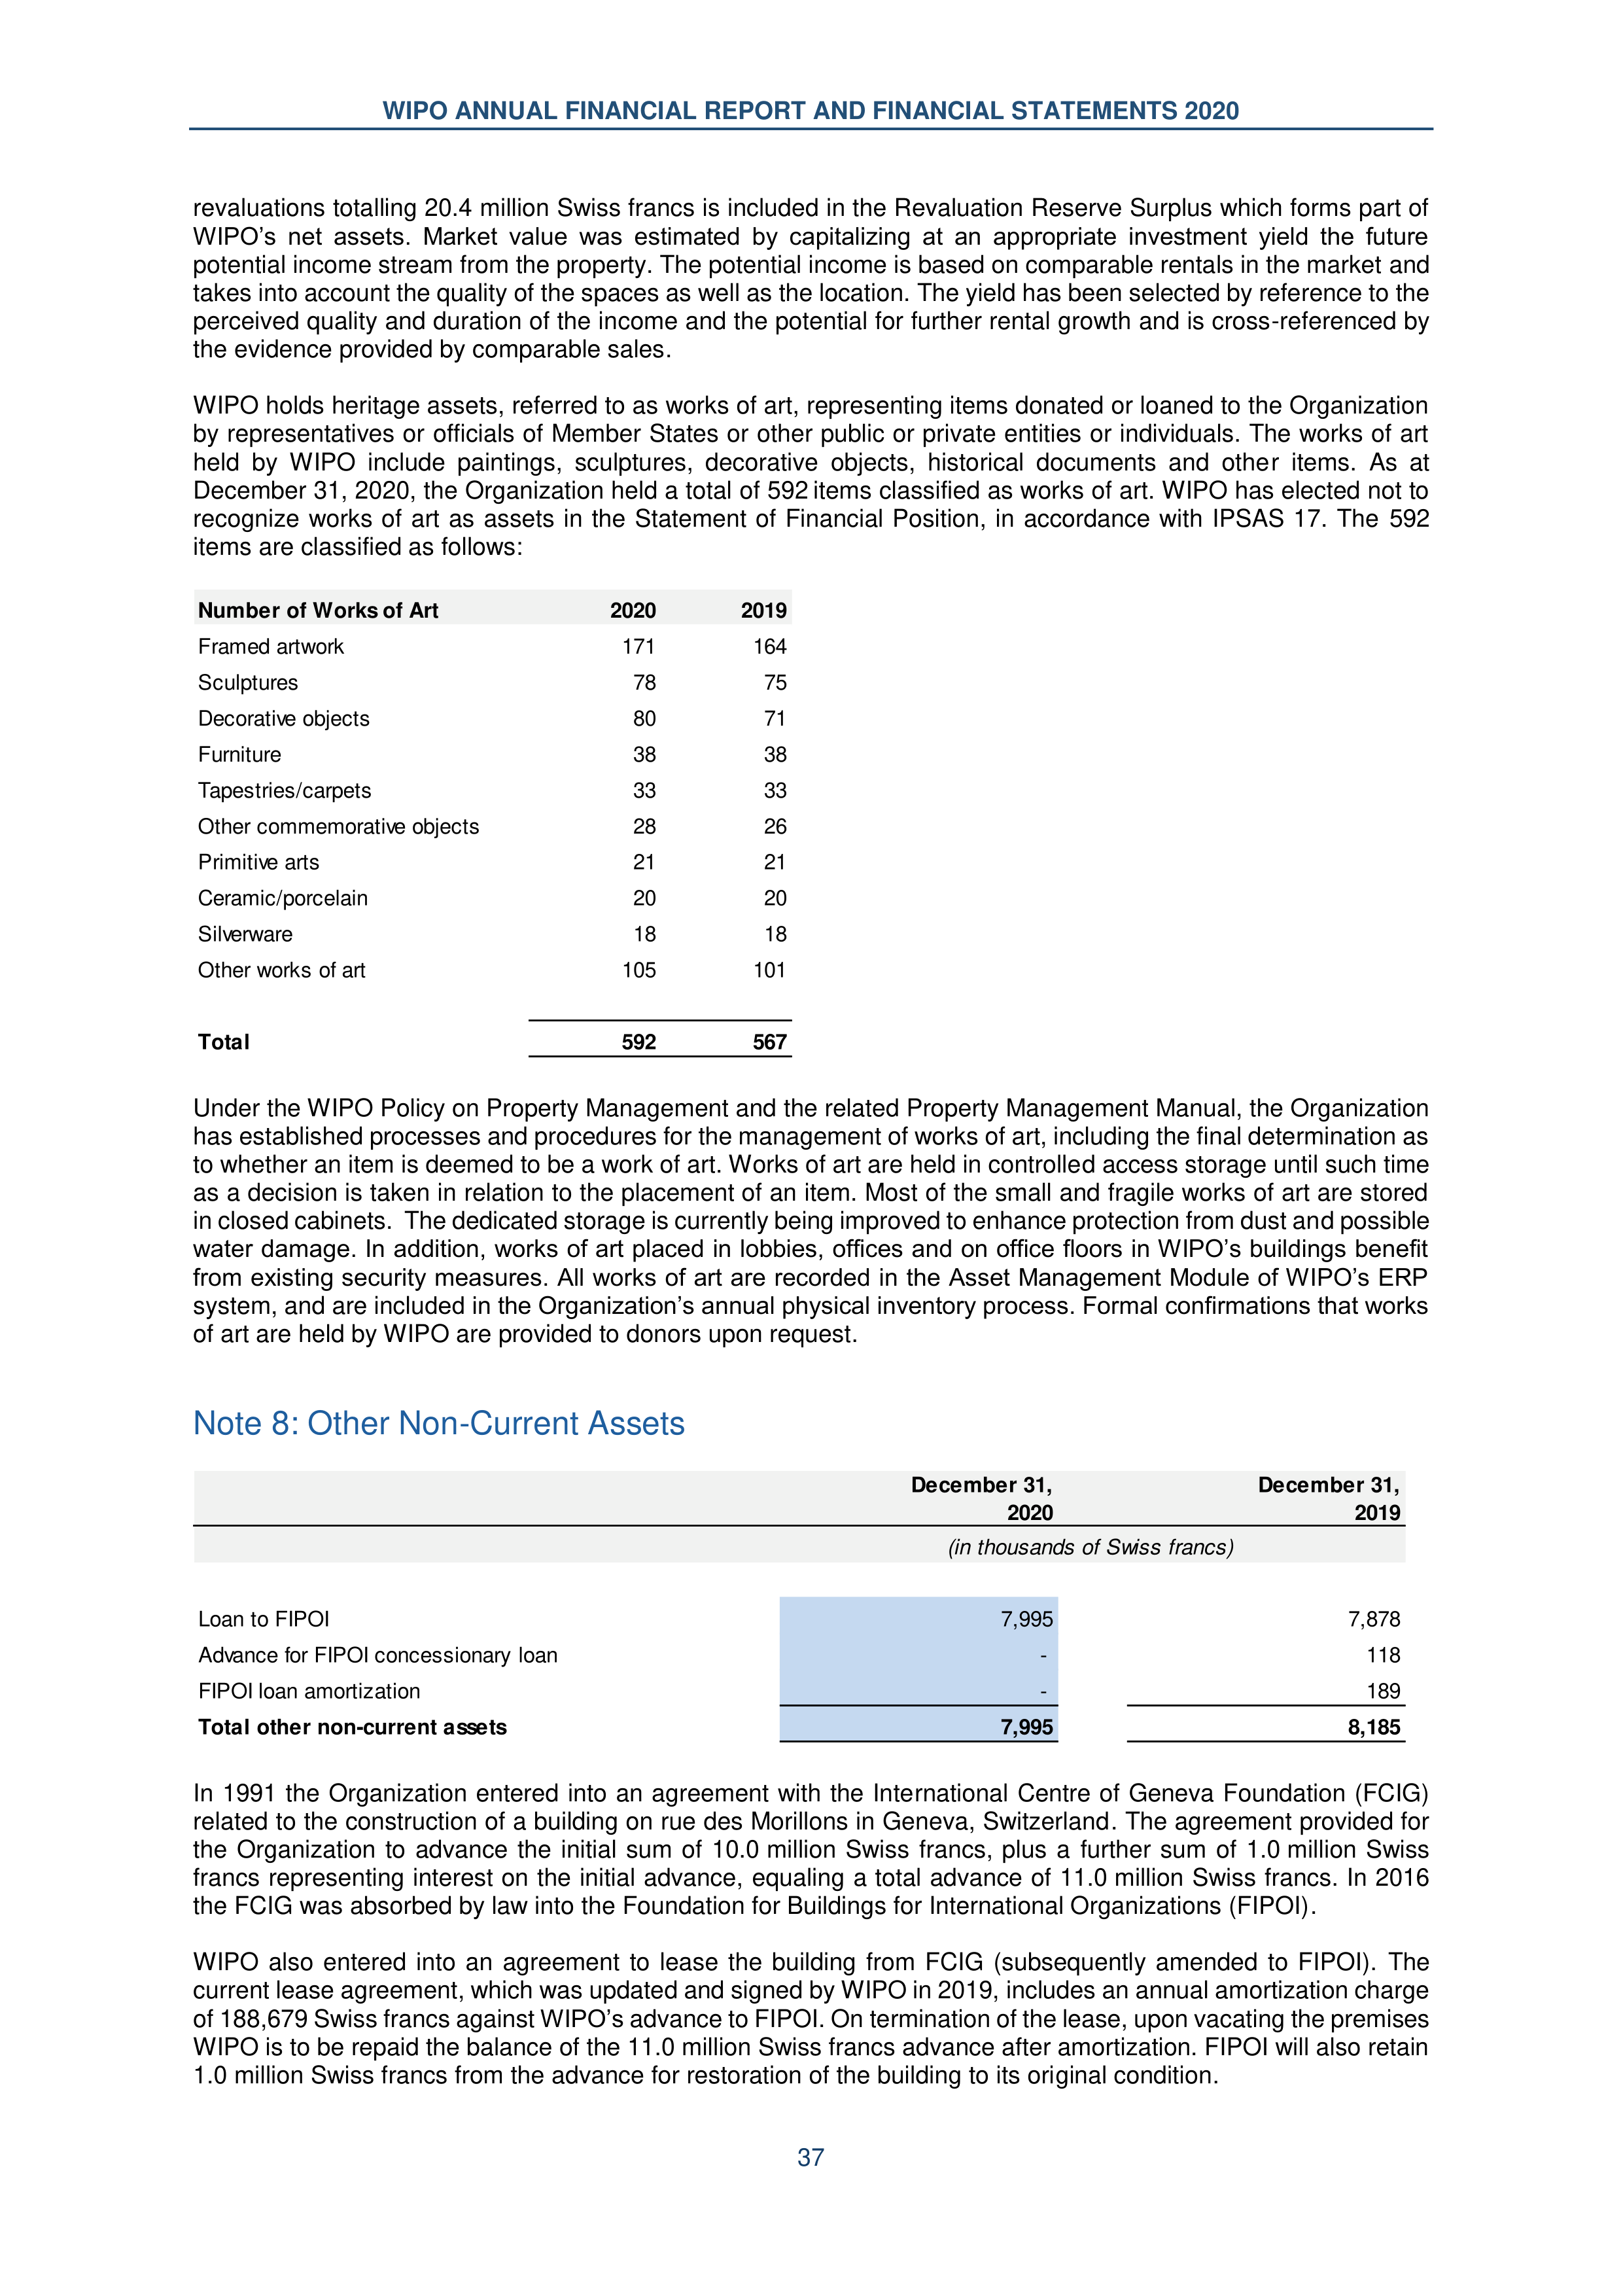 WIPO ANNUAL FINANCIAL REPORT AND FINANCIAL STATEMENTS 2020
revaluations totalling 20.4 million Swiss francs is included in the Revaluation Reserve Surplus which forms part of
WIPO’s net assets. Market value was estimated by capitalizing at an appropriate investment yield the future
potential income stream from the property. The potential income is based on comparable rentals in the market and
takes into account the quality of the spaces as well as the location. The yield has been selected by reference to the
perceived quality and duration of the income and the potential for further rental growth and is cross-referenced by
the evidence provided by comparable sales.
WIPO holds heritage assets, referred to as works of art, representing items donated or loaned to the Organization
by representatives or officials of Member States or other public or private entities or individuals. The works of art
held by WIPO include paintings, sculptures, decorative objects, historical documents and other items. As at
December 31, 2020, the Organization held a total of 592 items classified as works of art. WIPO has elected not to
recognize works of art as assets in the Statement of Financial Position, in accordance with IPSAS 17. The 592
items are classified as follows:
Number of Works of Art 2020 2019
Framed artwork 171 164
Sculptures 78 75
Decorative objects 80 71
Furniture 38 38
Tapestries/carpets 33 33
Other commemorative objects 28 26
Primitive arts 21 21
Ceramic/porcelain 20 20
Silverware 18 18
Other works of art 105 101
Total 592 567
Under the WIPO Policy on Property Management and the related Property Management Manual, the Organization
has established processes and procedures for the management of works of art, including the final determination as
to whether an item is deemed to be a work of art. Works of art are held in controlled access storage until such time
as a decision is taken in relation to the placement of an item. Most of the small and fragile works of art are stored
in closed cabinets. The dedicated storage is currently being improved to enhance protection from dust and possible
water damage. In addition, works of art placed in lobbies, offices and on office floors in WIPO’s buildings benefit
from existing security measures. All works of art are recorded in the Asset Management Module of WIPO’s ERP
system, and are included in the Organization’s annual physical inventory process. Formal confirmations that works
of art are held by WIPO are provided to donors upon request.
Note 8: Other Non-Current Assets
December 31, December 31,
2020 2019
(in thousands of Swiss francs)
Loan to FIPOI 7,995 7,878
Advance for FIPOI concessionary loan - 118
FIPOI loan amortization - 189
Total other non-current assets 7,995 8,185
In 1991 the Organization entered into an agreement with the International Centre of Geneva Foundation (FCIG)
related to the construction of a building on rue des Morillons in Geneva, Switzerland. The agreement provided for
the Organization to advance the initial sum of 10.0 million Swiss francs, plus a further sum of 1.0 million Swiss
francs representing interest on the initial advance, equaling a total advance of 11.0 million Swiss francs. In 2016
the FCIG was absorbed by law into the Foundation for Buildings for International Organizations (FIPOI).
WIPO also entered into an agreement to lease the building from FCIG (subsequently amended to FIPOI). The
current lease agreement, which was updated and signed by WIPO in 2019, includes an annual amortization charge
of 188,679 Swiss francs against WIPO’s advance to FIPOI. On termination of the lease, upon vacating the premises
WIPO is to be repaid the balance of the 11.0 million Swiss francs advance after amortization. FIPOI will also retain
1.0 million Swiss francs from the advance for restoration of the building to its original condition.
37